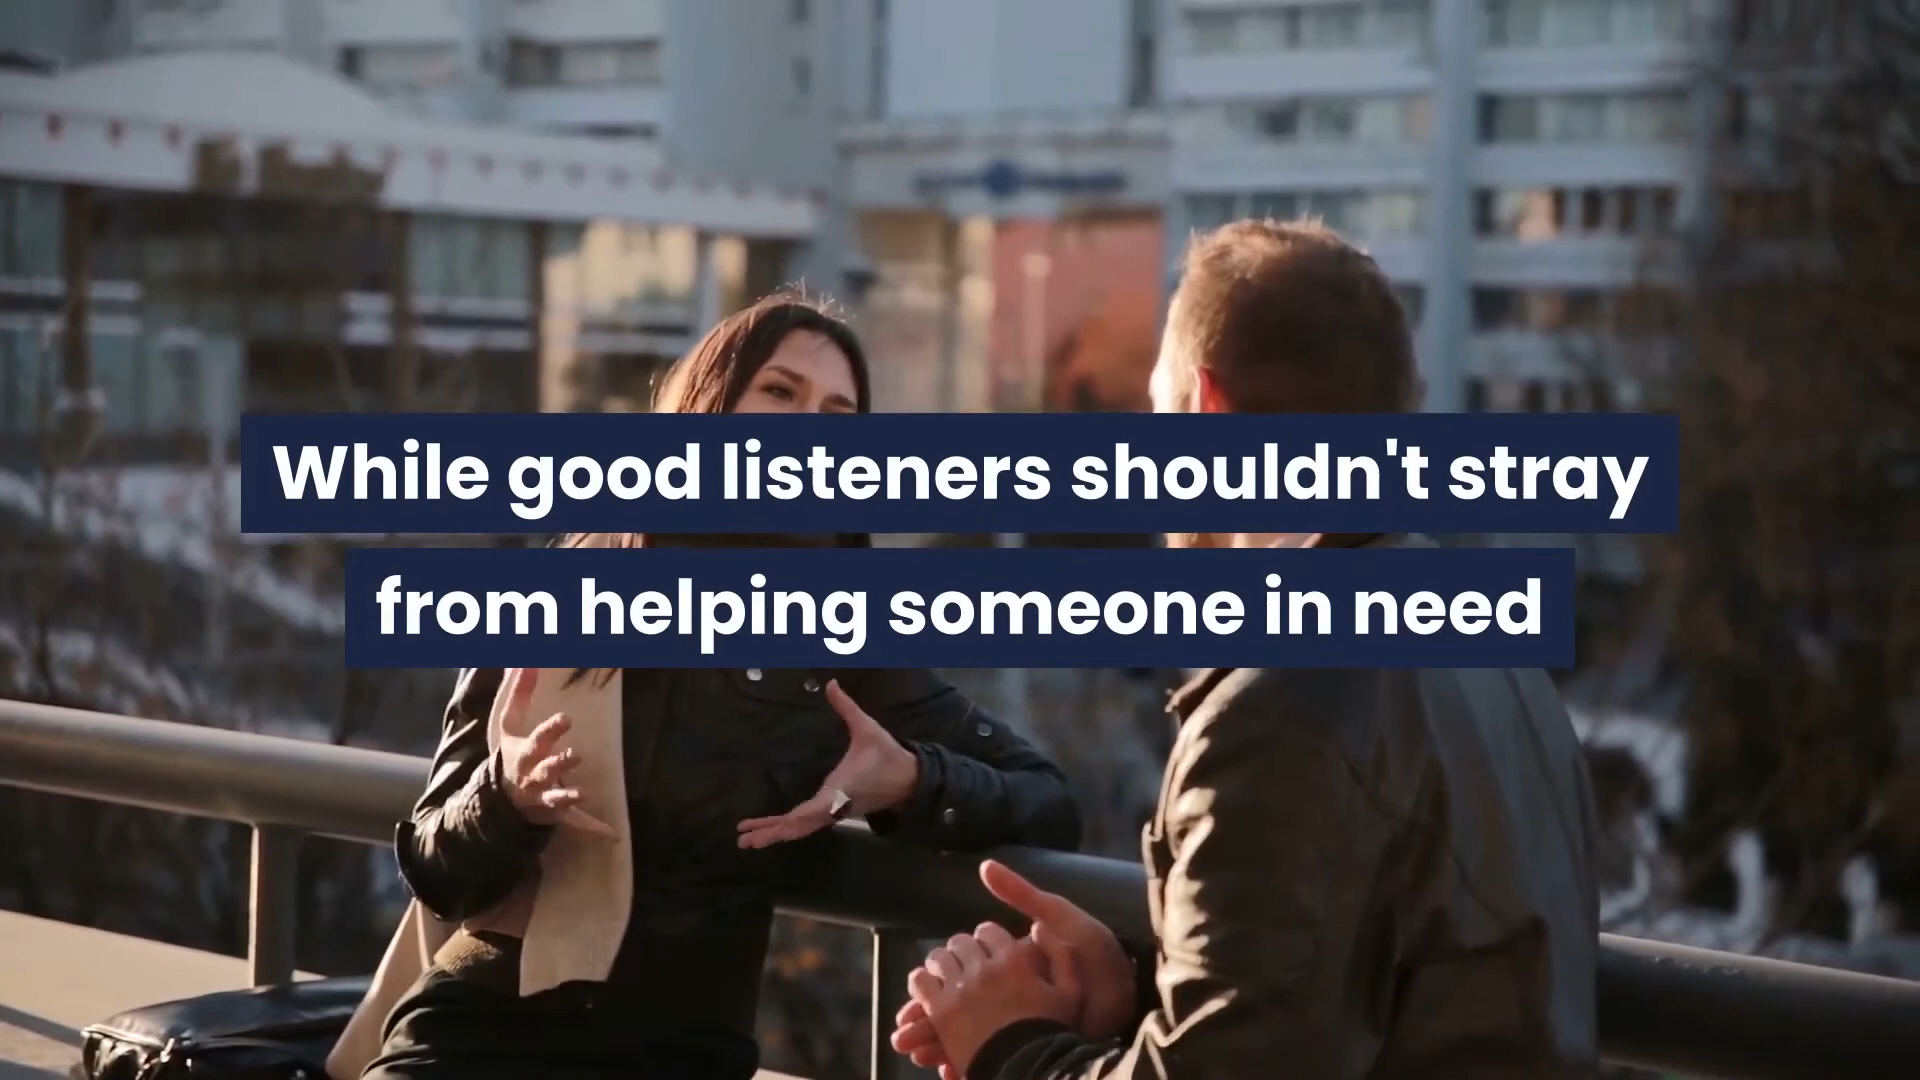 While good listeners shouldn't stray
from helping someone in need